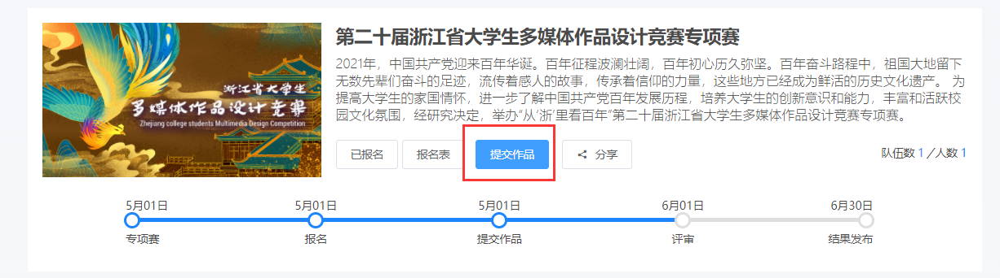 浙江省大学生
多媒体作品设计竞赛
Zhejiang college students Multimedia Design Competition
第二十届浙江省大学生多媒体作品设计竞赛专项赛
2021年，中国共产党迎来百年华诞。百年征程波澜壮阔，百年初心历久弥坚。百年奋斗路程中，祖国大地留下
无数先辈们奋斗的足迹，流传着感人的故事，传承着信仰的力量，这些地方已经成为鲜活的历史文化遗产。 为
提高大学生的家国情怀，进一步了解中国共产党百年发展历程，培养大学生的创新意识和能力，丰富和活跃校
园文化氛围，经研究决定，举办“从‘浙’里看百年”第二十届浙江省大学生多媒体作品设计竞赛专项赛。
已报名 报名表 提交作品 分享 队伍数 1 ／人数 1
5月01日 5月01日 5月01日 6月01日 6月30日
专项赛 报名 提交作品 评审 结果发布